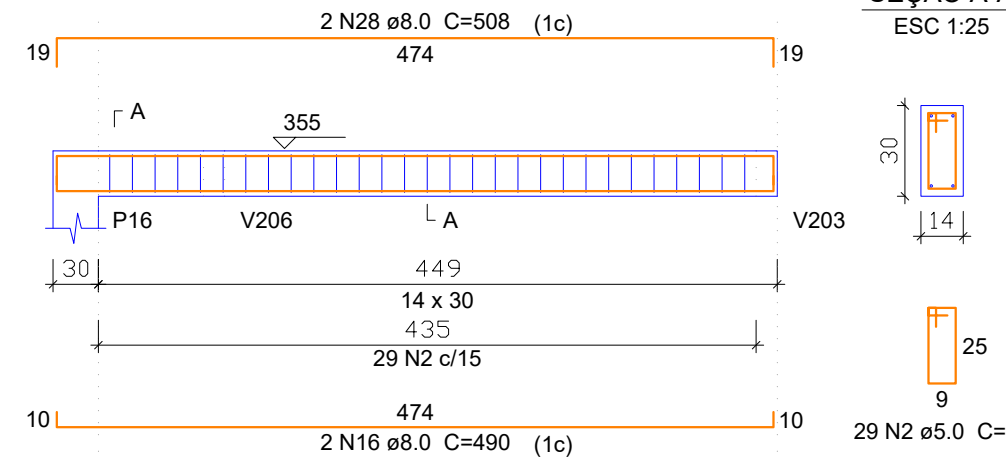 2 N28 ø8.0 C=508 (1c)
19 474 19
ESC 1:25
A
355
30
P16 V206 A V203
14
30 449
14 x 30
435
29 N2 c/15
25
9
10 474 10
2 N16 ø8.0 C=490 (1c)
29 N2 ø5.0 C=